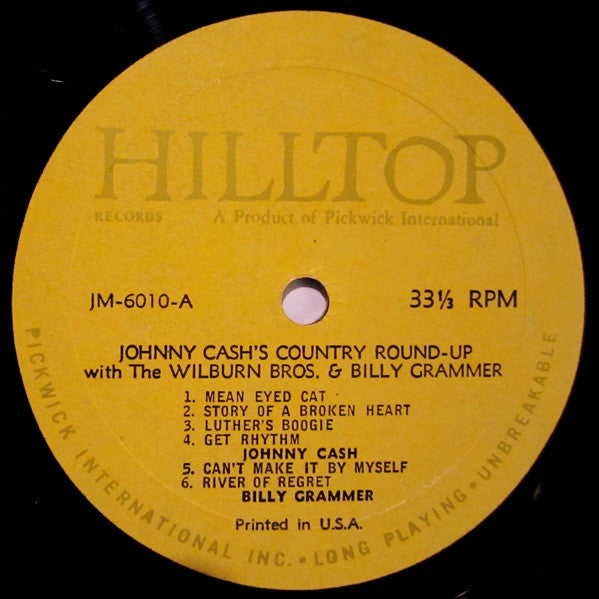 HILLTOP
RECORDS A Product of Pickwick International
JM-6010-A 33⅓ RPM
JOHNNY CASH'S COUNTRY ROUND-UP
with The WILBURN BROS. & BILLY GRAMMER
1. MEAN EYED CAT
2. STORY OF A BROKEN HEART
3. LUTHER'S BOOGIE
4. GET RHYTHM
JOHNNY CASH
5. CAN'T MAKE IT BY MYSELF
6. RIVER OF REGRET
BILLY GRAMMER
Printed in U.S.A.
PICKWICK INTERNATIONAL INC. • LONG PLAYING • UNBREAKABLE